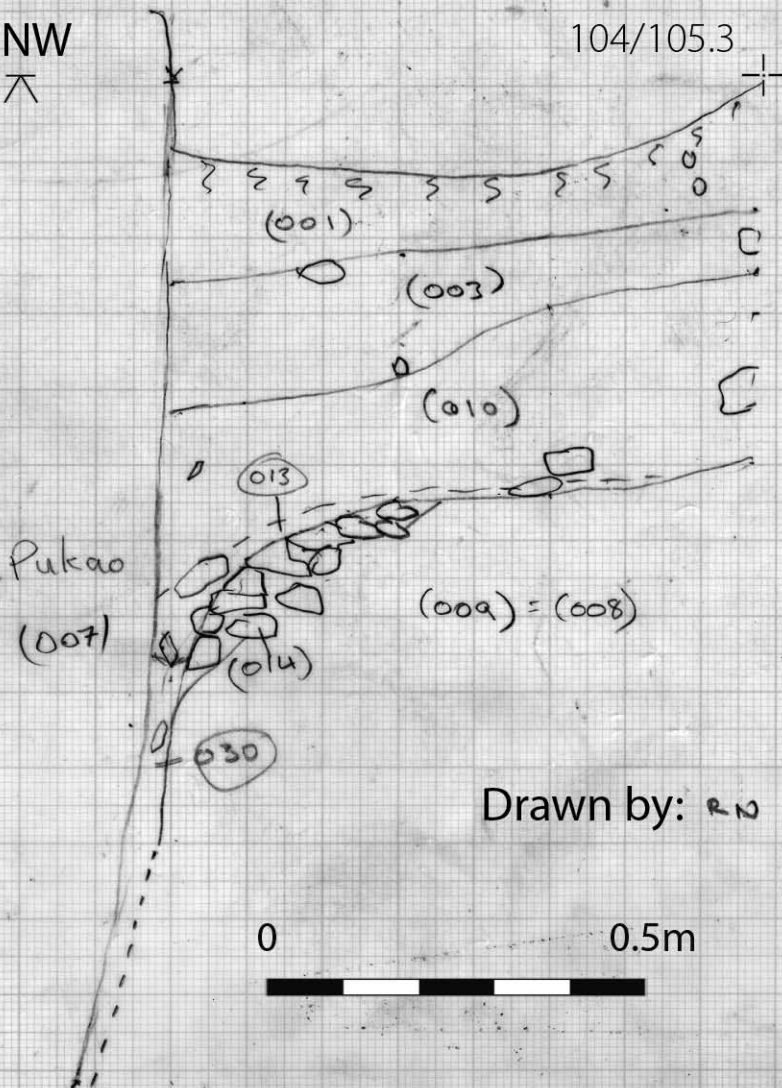 NW
104/105.3
(001)
(003)
(010)
013
Pukao
(007)
(009) = (008)
(014)
030
Drawn by: RN
0 0.5m